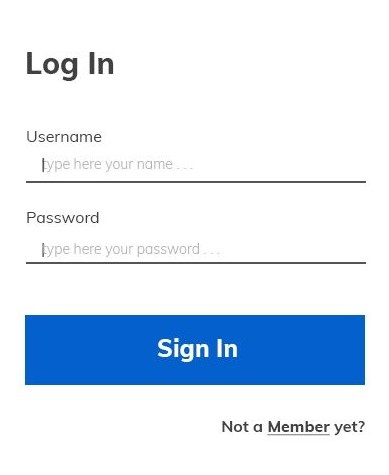 Log In
Username
type here your name . . .
Password
type here your password . . .
Sign In
Not a Member yet?